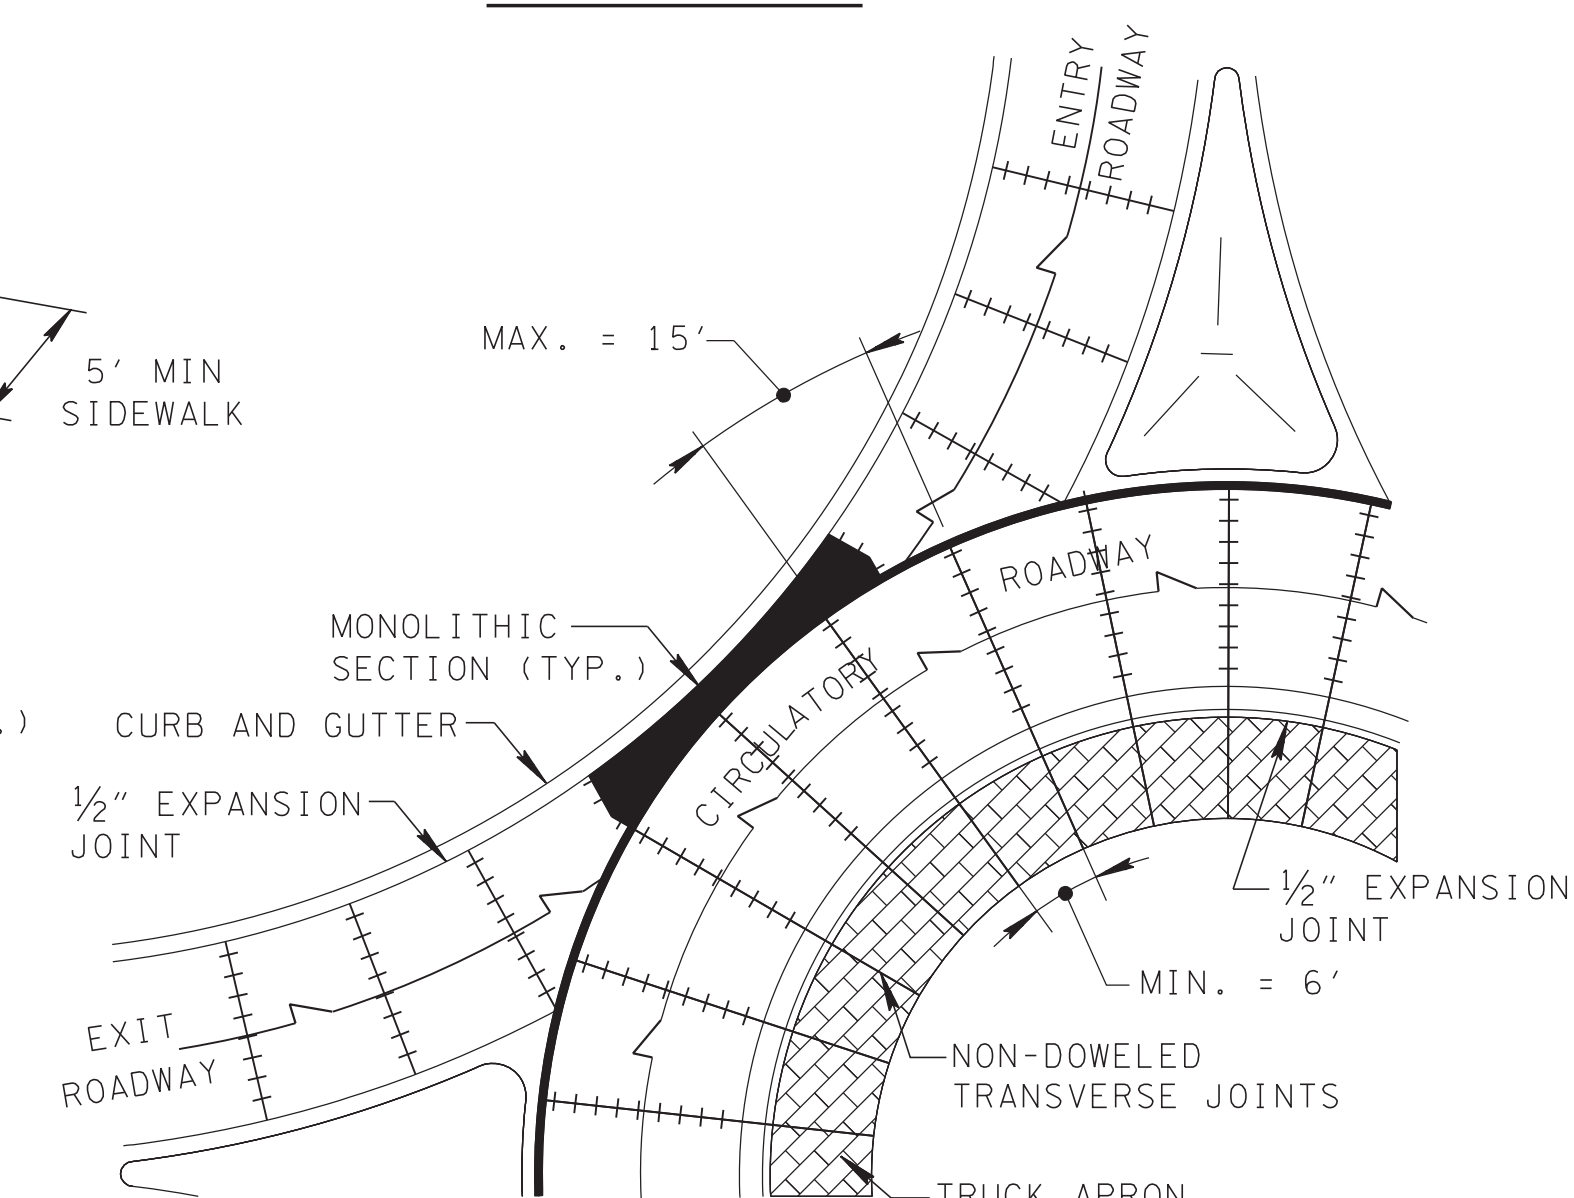 ENTRY
ROADWAY
MAX. = 15'
5' MIN
SIDEWALK
ROADWAY
MONOLITHIC
SECTION (TYP.)
CIRCULATORY
.)
CURB AND GUTTER
1/2" EXPANSION
JOINT
1/2" EXPANSION
JOINT
MIN. = 6'
EXIT
ROADWAY
NON-DOWELED
TRANSVERSE JOINTS
TRUCK APRON